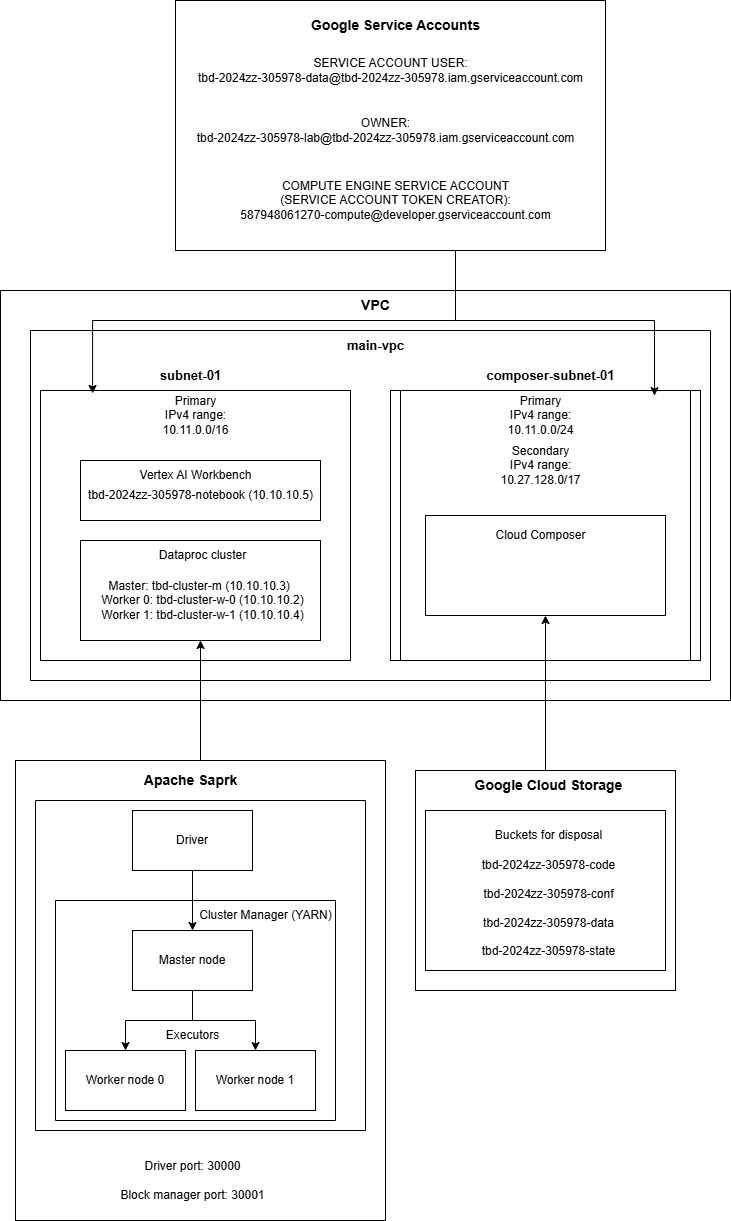 Google Service Accounts
SERVICE ACCOUNT USER:
tbd-2024zz-305978-data@tbd-2024zz-305978.iam.gserviceaccount.com
OWNER:
tbd-2024zz-305978-lab@tbd-2024zz-305978.iam.gserviceaccount.com
COMPUTE ENGINE SERVICE ACCOUNT
(SERVICE ACCOUNT TOKEN CREATOR):
587948061270-compute@developer.gserviceaccount.com
VPC
main-vpc
subnet-01
Primary
IPv4 range:
10.11.0.0/16
Vertex AI Workbench
tbd-2024zz-305978-notebook (10.10.10.5)
Dataproc cluster
Master: tbd-cluster-m (10.10.10.3)
Worker 0: tbd-cluster-w-0 (10.10.10.2)
Worker 1: tbd-cluster-w-1 (10.10.10.4)
composer-subnet-01
Primary
IPv4 range:
10.11.0.0/24
Secondary
IPv4 range:
10.27.128.0/17
Cloud Composer
Apache Saprk
Driver
Cluster Manager (YARN)
Master node
Executors
Worker node 0
Worker node 1
Driver port: 30000
Block manager port: 30001
Google Cloud Storage
Buckets for disposal
tbd-2024zz-305978-code
tbd-2024zz-305978-conf
tbd-2024zz-305978-data
tbd-2024zz-305978-state